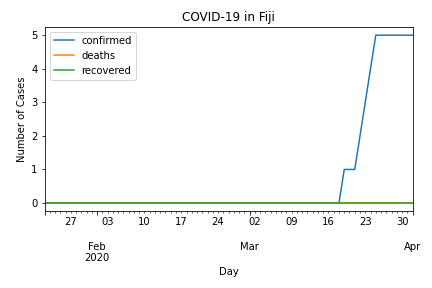 COVID-19 in Fiji
confirmed
deaths
recovered
Number of Cases
5
4
3
2
1
0
27 03 10 17 24 02 09 16 23 30
Feb Mar Apr
2020
Day